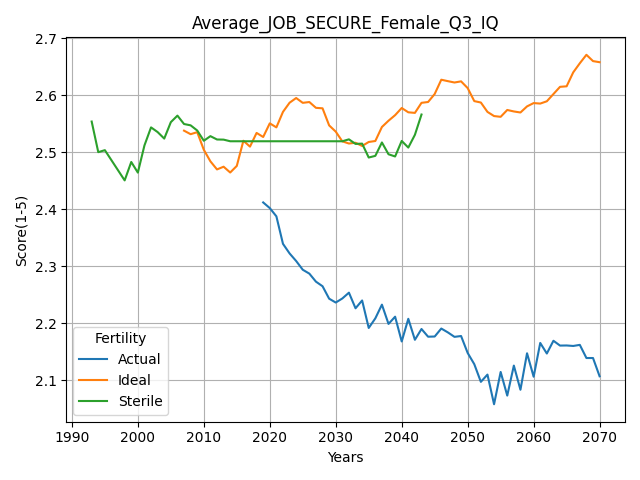 Average_JOB_SECURE_Female_Q3_IQ
Score(1-5)
2.7
2.6
2.5
2.4
2.3
2.2
2.1
Fertility
Actual
Ideal
Sterile
1990 2000 2010 2020 2030 2040 2050 2060 2070
Years